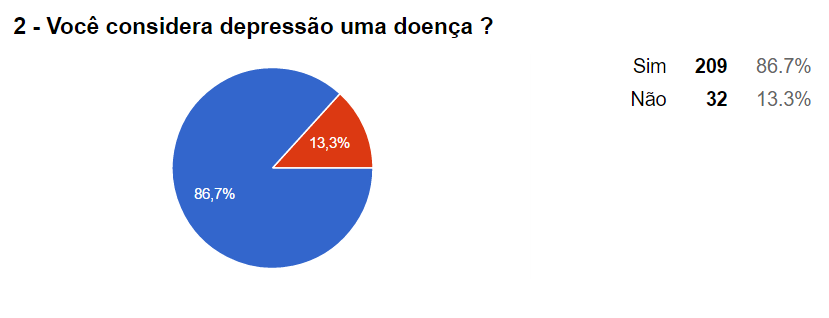 2 - Você considera depressão uma doença ?
Sim 209 86.7%
Não 32 13.3%
13,3%
86,7%